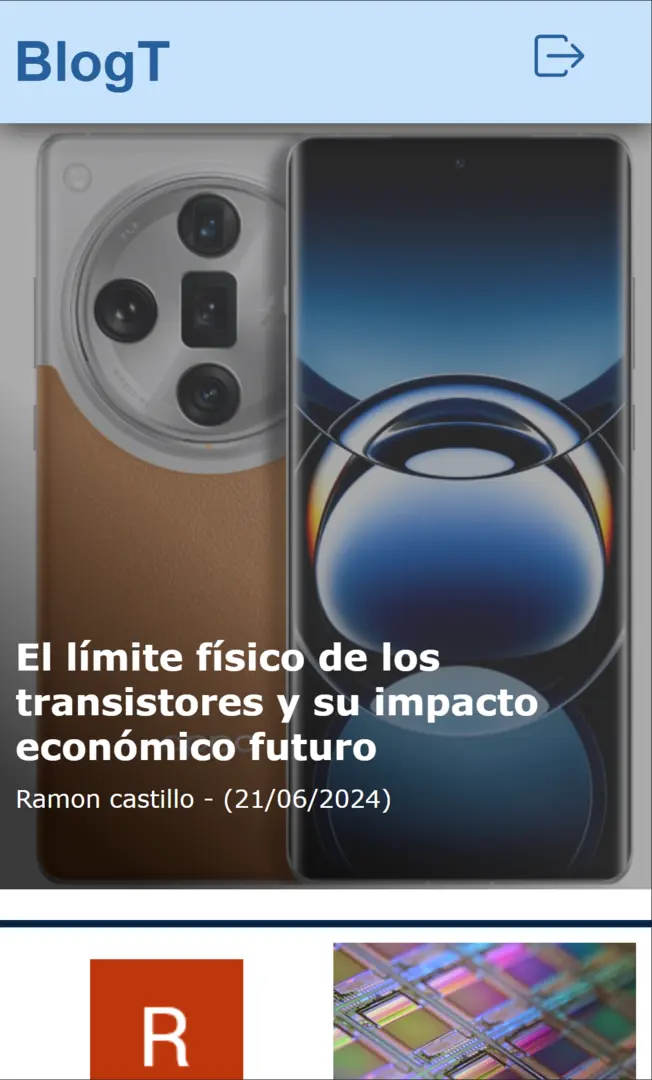 BlogT
El límite físico de los
transistores y su impacto
económico futuro
Ramon castillo - (21/06/2024)
R